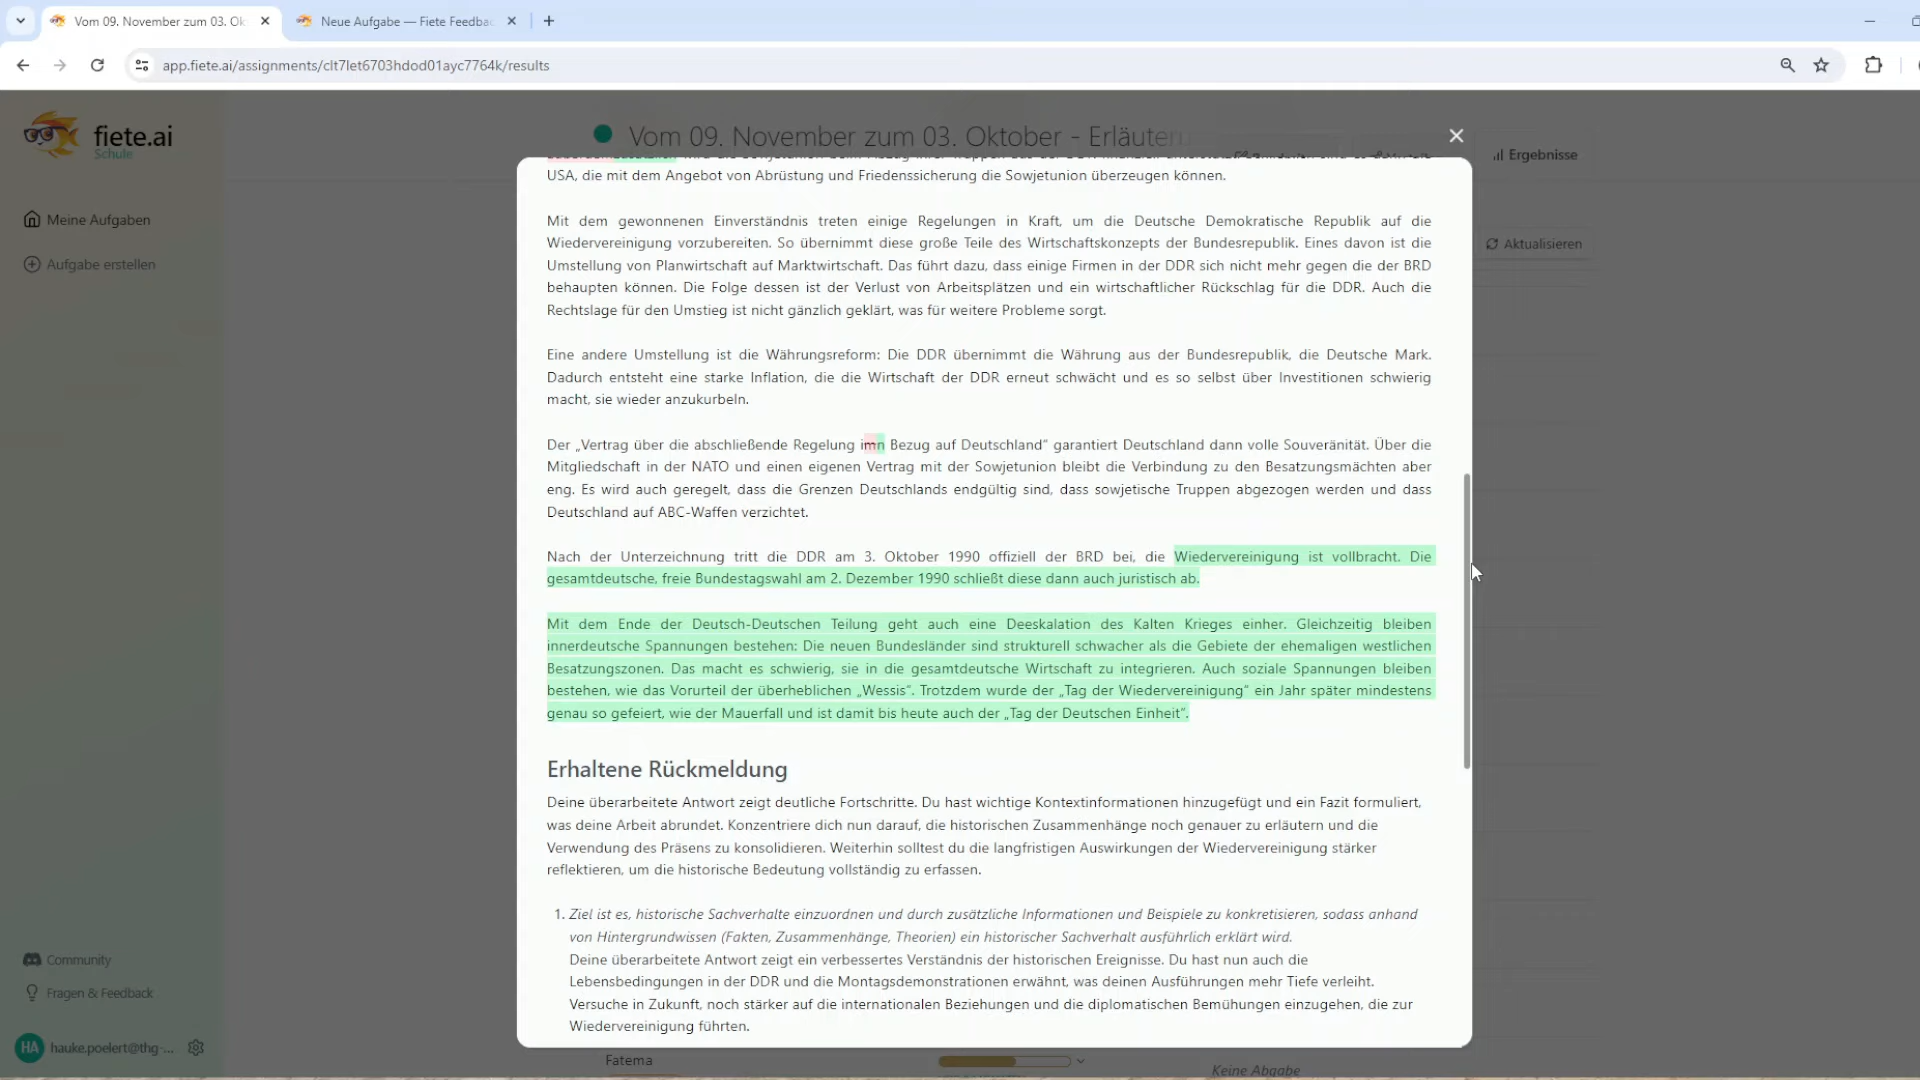 Vom 09. November zum 03. Ok
Neue Aufgabe — Fiete Feedba
app.fiete.ai/assignments/clt7let6703hdod01ayc7764k/results
fiete.ai
Schule
Meine Aufgaben
Aufgabe erstellen
Community
Fragen & Feedback
HA hauke.poelert@thg-...
Vom 09. November zum 03. Oktober - Erläutern
Ergebnisse
Aktualisieren
USA, die mit dem Angebot von Abrüstung und Friedenssicherung die Sowjetunion überzeugen können.
Mit dem gewonnenen Einverständnis treten einige Regelungen in Kraft, um die Deutsche Demokratische Republik auf die
Wiedervereinigung vorzubereiten. So übernimmt diese große Teile des Wirtschaftskonzepts der Bundesrepublik. Eines davon ist die
Umstellung von Planwirtschaft auf Marktwirtschaft. Das führt dazu, dass einige Firmen in der DDR sich nicht mehr gegen die der BRD
behaupten können. Die Folge dessen ist der Verlust von Arbeitsplätzen und ein wirtschaftlicher Rückschlag für die DDR. Auch die
Rechtslage für den Umstieg ist nicht gänzlich geklärt, was für weitere Probleme sorgt.
Eine andere Umstellung ist die Währungsreform: Die DDR übernimmt die Währung aus der Bundesrepublik, die Deutsche Mark.
Dadurch entsteht eine starke Inflation, die die Wirtschaft der DDR erneut schwächt und es so selbst über Investitionen schwierig
macht, sie wieder anzukurbeln.
Der „Vertrag über die abschließende Regelung imn Bezug auf Deutschland“ garantiert Deutschland dann volle Souveränität. Über die
Mitgliedschaft in der NATO und einen eigenen Vertrag mit der Sowjetunion bleibt die Verbindung zu den Besatzungsmächten aber
eng. Es wird auch geregelt, dass die Grenzen Deutschlands endgültig sind, dass sowjetische Truppen abgezogen werden und dass
Deutschland auf ABC-Waffen verzichtet.
Nach der Unterzeichnung tritt die DDR am 3. Oktober 1990 offiziell der BRD bei, die Wiedervereinigung ist vollbracht. Die
gesamtdeutsche, freie Bundestagswahl am 2. Dezember 1990 schließt diese dann auch juristisch ab.
Mit dem Ende der Deutsch-Deutschen Teilung geht auch eine Deeskalation des Kalten Krieges einher. Gleichzeitig bleiben
innerdeutsche Spannungen bestehen: Die neuen Bundesländer sind strukturell schwacher als die Gebiete der ehemaligen westlichen
Besatzungszonen. Das macht es schwierig, sie in die gesamtdeutsche Wirtschaft zu integrieren. Auch soziale Spannungen bleiben
bestehen, wie das Vorurteil der überheblichen „Wessis“. Trotzdem wurde der „Tag der Wiedervereinigung“ ein Jahr später mindestens
genau so gefeiert, wie der Mauerfall und ist damit bis heute auch der „Tag der Deutschen Einheit“.
Erhaltene Rückmeldung
Deine überarbeitete Antwort zeigt deutliche Fortschritte. Du hast wichtige Kontextinformationen hinzugefügt und ein Fazit formuliert,
was deine Arbeit abrundet. Konzentriere dich nun darauf, die historischen Zusammenhänge noch genauer zu erläutern und die
Verwendung des Präsens zu konsolidieren. Weiterhin solltest du die langfristigen Auswirkungen der Wiedervereinigung stärker
reflektieren, um die historische Bedeutung vollständig zu erfassen.
1. Ziel ist es, historische Sachverhalte einzuordnen und durch zusätzliche Informationen und Beispiele zu konkretisieren, sodass anhand
von Hintergrundwissen (Fakten, Zusammenhänge, Theorien) ein historischer Sachverhalt ausführlich erklärt wird.
Deine überarbeitete Antwort zeigt ein verbessertes Verständnis der historischen Ereignisse. Du hast nun auch die
Lebensbedingungen in der DDR und die Montagsdemonstrationen erwähnt, was deinen Ausführungen mehr Tiefe verleiht.
Versuche in Zukunft, noch stärker auf die internationalen Beziehungen und die diplomatischen Bemühungen einzugehen, die zur
Wiedervereinigung führten.
Fatema
Keine Abgabe